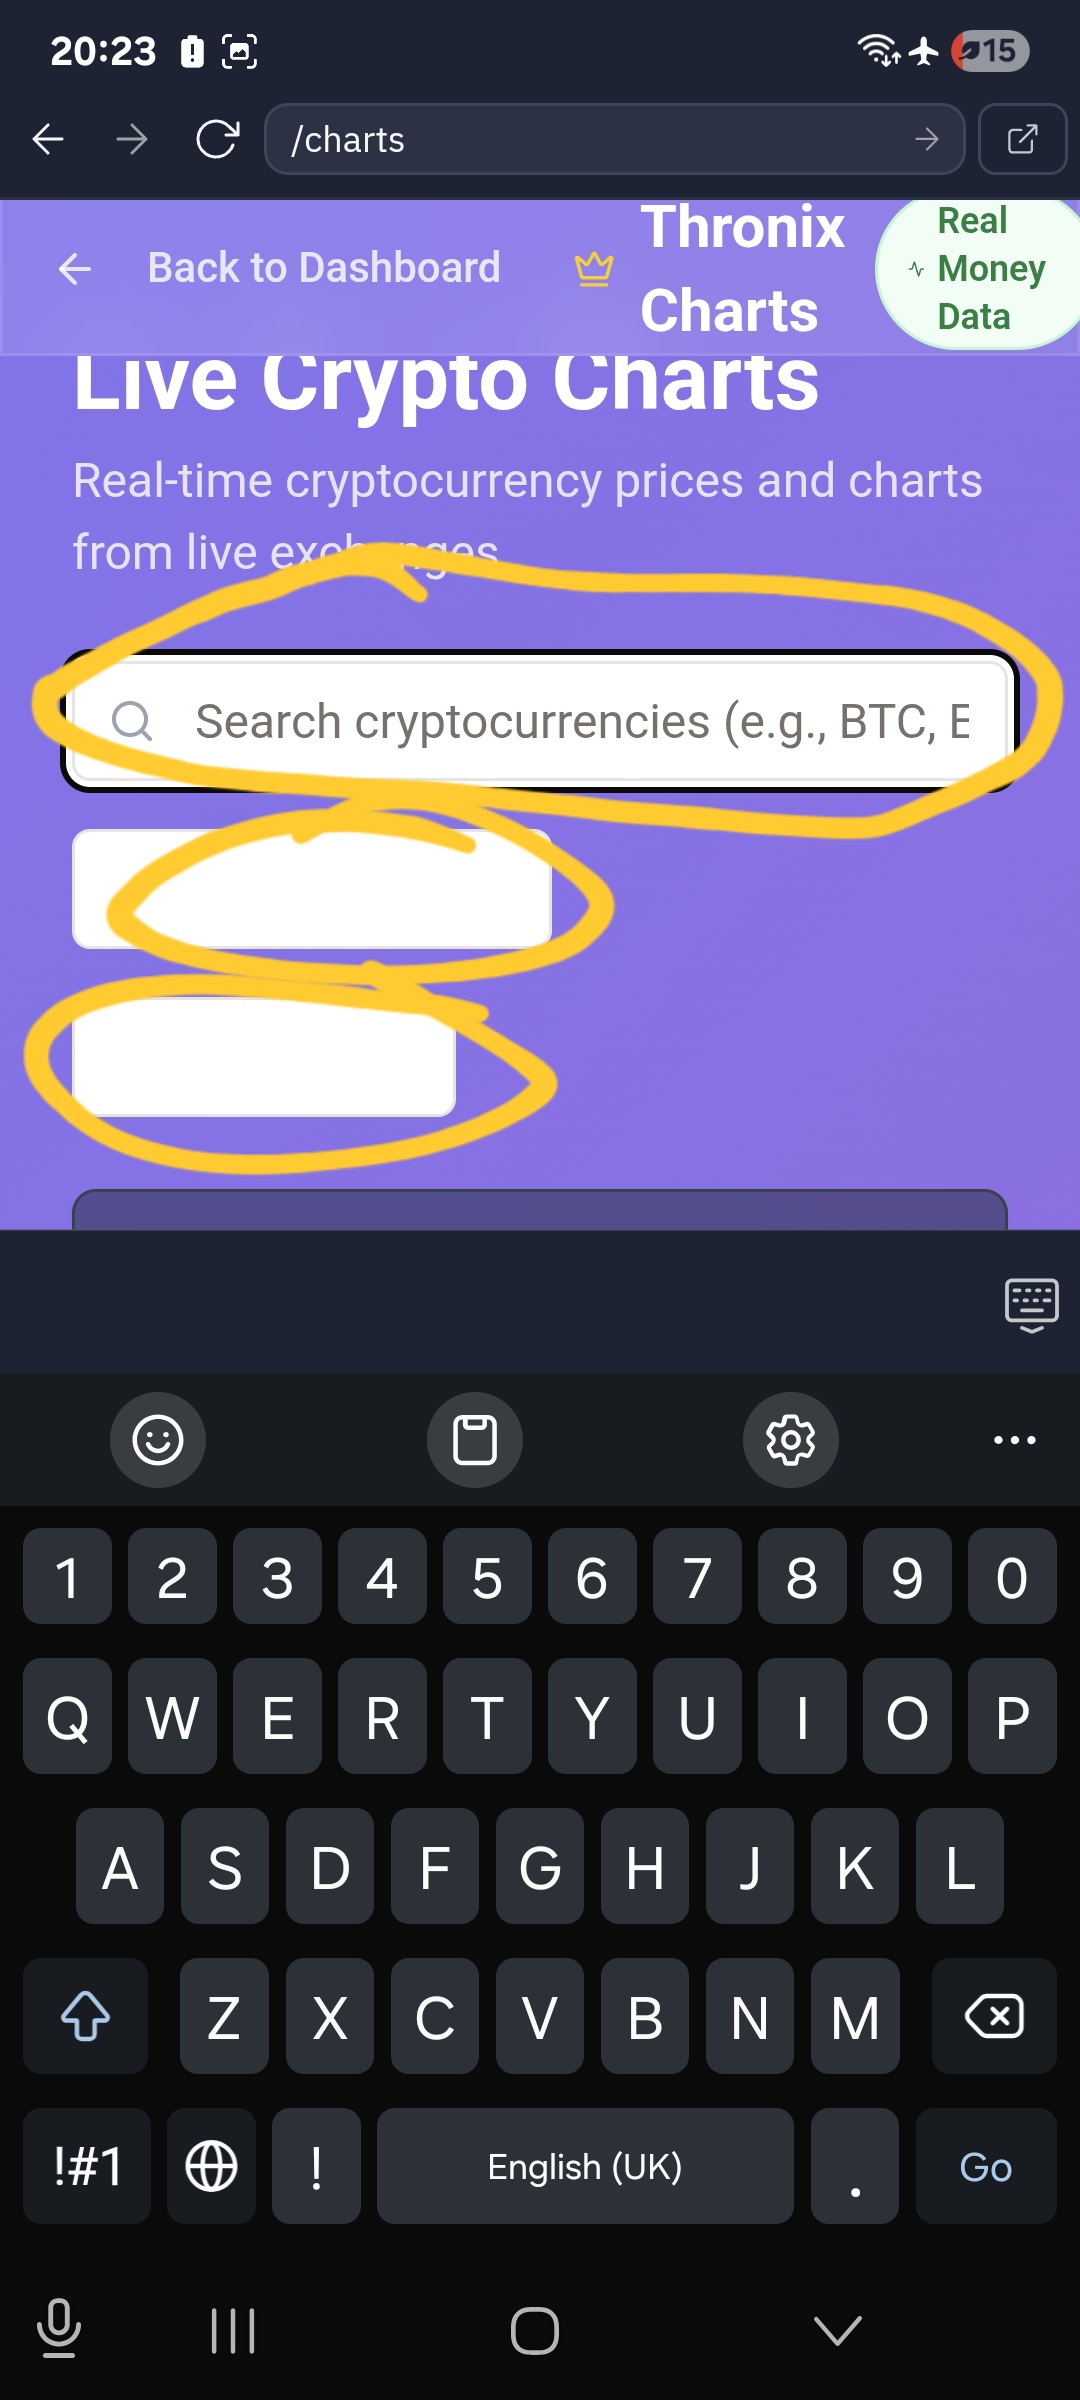 20:23
15
/charts
Back to Dashboard
Thronix
Charts
Real
Money
Data
Live Crypto Charts
Real-time cryptocurrency prices and charts
from live exchanges
Search cryptocurrencies (e.g., BTC, E
1 2 3 4 5 6 7 8 9 0
Q W E R T Y U I O P
A S D F G H J K L
Z X C V B N M
!#1 ! English (UK) . Go